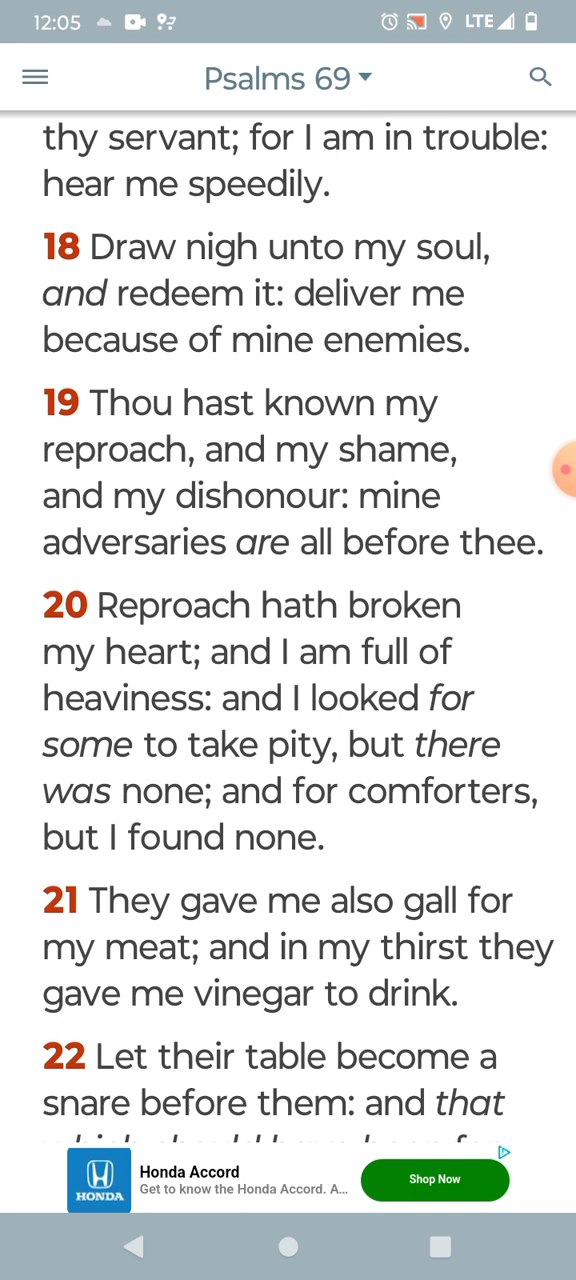 12:05
LTE
Psalms 69
thy servant; for I am in trouble:
hear me speedily.
18 Draw nigh unto my soul,
and redeem it: deliver me
because of mine enemies.
19 Thou hast known my
reproach, and my shame,
and my dishonour: mine
adversaries are all before thee.
20 Reproach hath broken
my heart; and I am full of
heaviness: and I looked for
some to take pity, but there
was none; and for comforters,
but I found none.
21 They gave me also gall for
my meat; and in my thirst they
gave me vinegar to drink.
22 Let their table become a
snare before them: and that
Honda Accord
Get to know the Honda Accord. A...
Shop Now
HONDA